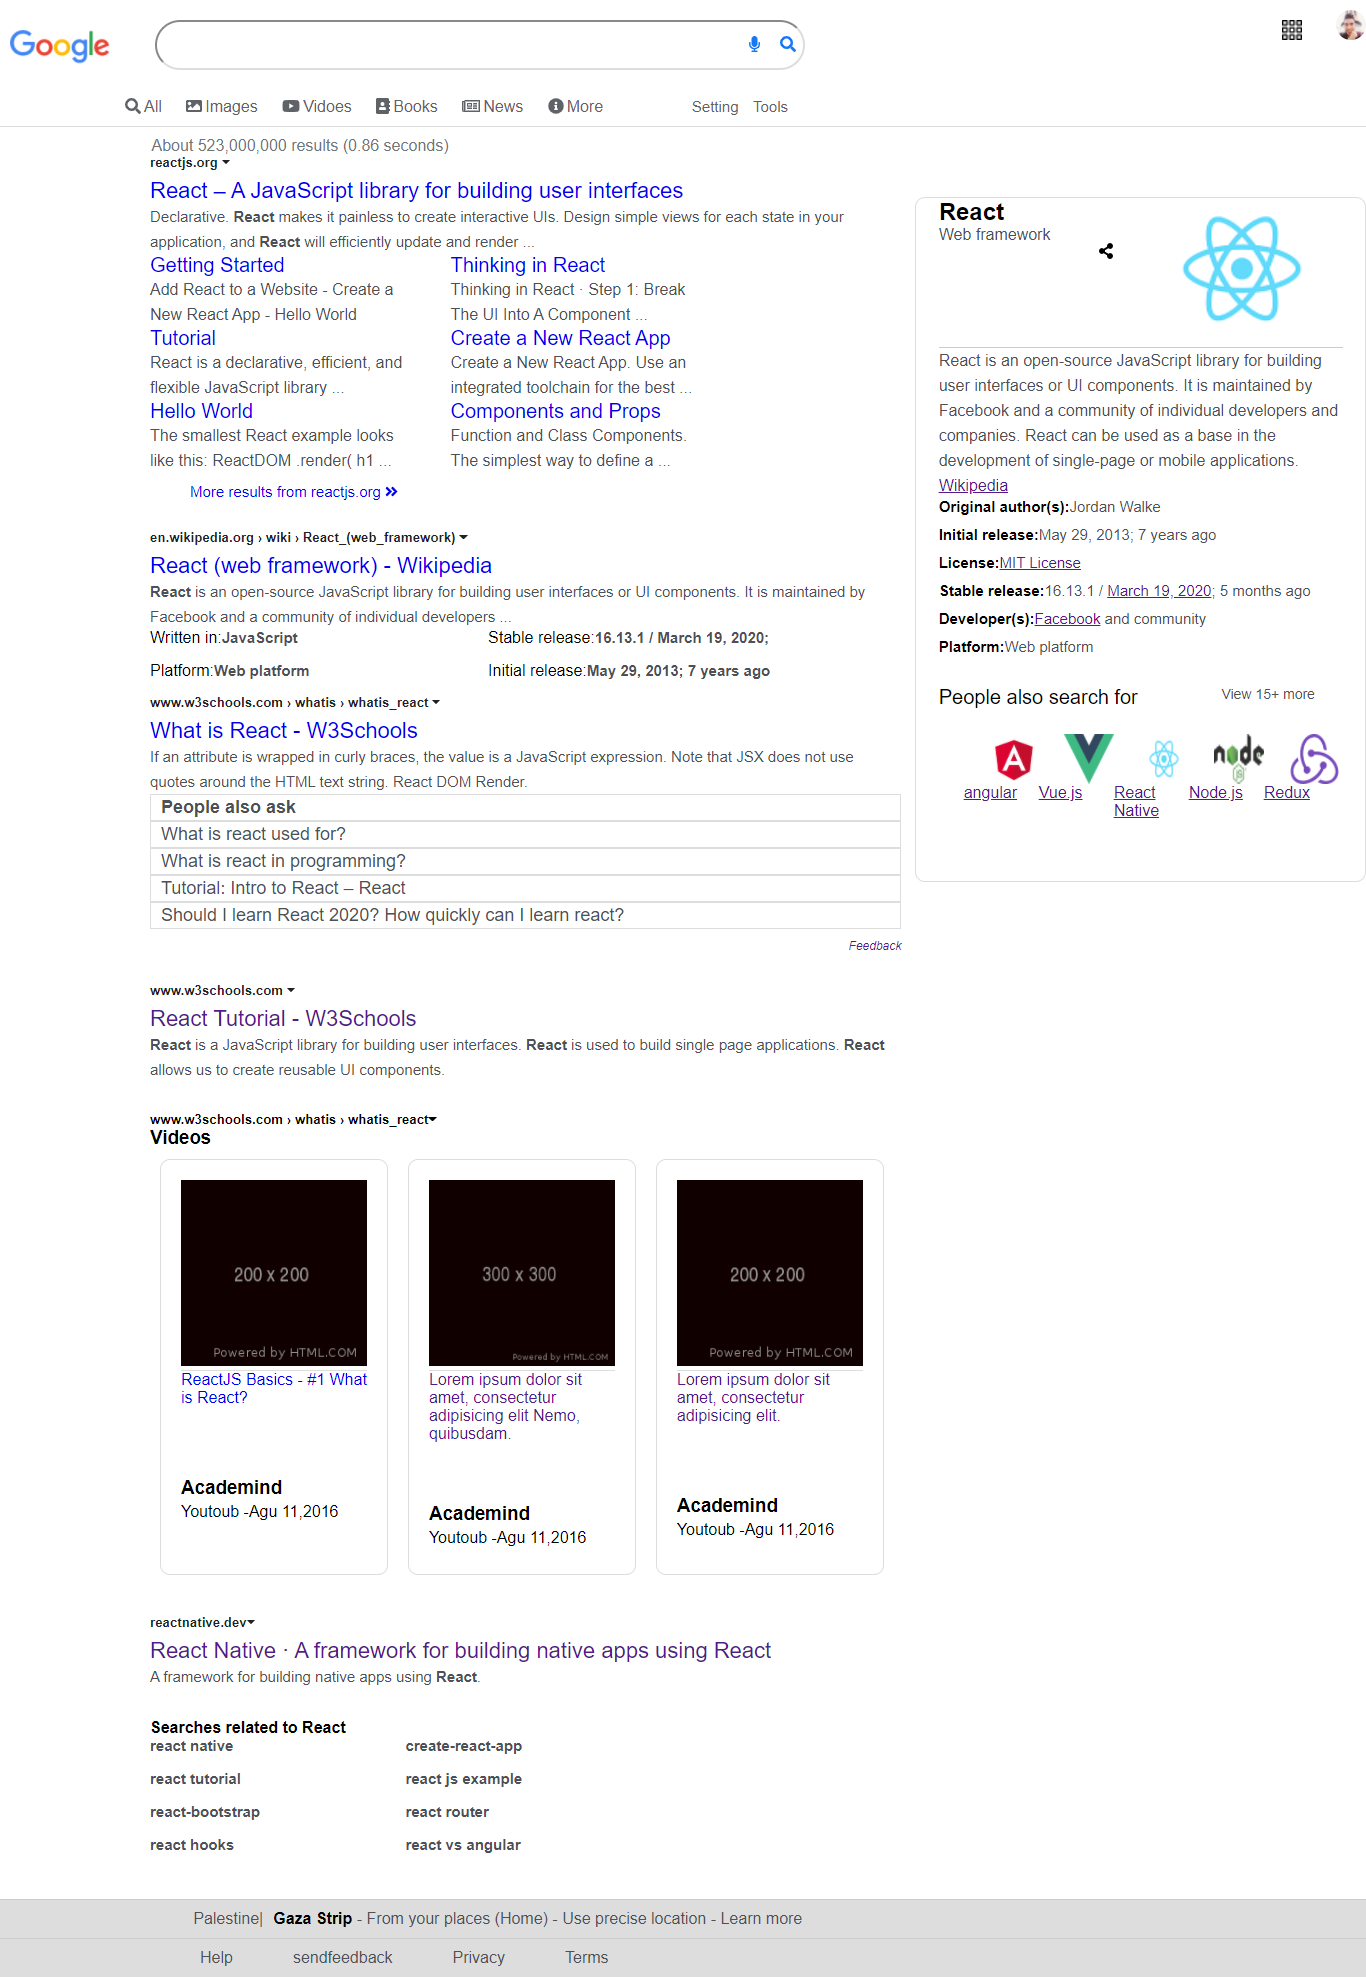 Google
All Images Vidoes Books News More Setting Tools
About 523,000,000 results (0.86 seconds)
reactjs.org
React – A JavaScript library for building user interfaces
Declarative. React makes it painless to create interactive UIs. Design simple views for each state in your
application, and React will efficiently update and render ...
Getting Started
Add React to a Website - Create a
New React App - Hello World
Thinking in React
Thinking in React · Step 1: Break
The UI Into A Component ...
Tutorial
React is a declarative, efficient, and
flexible JavaScript library ...
Create a New React App
Create a New React App. Use an
integrated toolchain for the best ...
Hello World
The smallest React example looks
like this: ReactDOM .render( h1 ...
Components and Props
Function and Class Components.
The simplest way to define a ...
More results from reactjs.org
en.wikipedia.org › wiki › React_(web_framework)
React (web framework) - Wikipedia
React is an open-source JavaScript library for building user interfaces or UI components. It is maintained by
Facebook and a community of individual developers ...
Written in:JavaScript Stable release:16.13.1 / March 19, 2020;
Platform:Web platform Initial release:May 29, 2013; 7 years ago
www.w3schools.com › whatis › whatis_react
What is React - W3Schools
If an attribute is wrapped in curly braces, the value is a JavaScript expression. Note that JSX does not use
quotes around the HTML text string. React DOM Render.
People also ask
What is react used for?
What is react in programming?
Tutorial: Intro to React – React
Should I learn React 2020? How quickly can I learn react?
Feedback
www.w3schools.com
React Tutorial - W3Schools
React is a JavaScript library for building user interfaces. React is used to build single page applications. React
allows us to create reusable UI components.
www.w3schools.com › whatis › whatis_react
Videos
200 x 200
Powered by HTML.COM
ReactJS Basics - #1 What
is React?
Academind
Youtoub -Agu 11,2016
300 x 300
Powered by HTML.COM
Lorem ipsum dolor sit
amet, consectetur
adipisicing elit Nemo,
quibusdam.
Academind
Youtoub -Agu 11,2016
200 x 200
Powered by HTML.COM
Lorem ipsum dolor sit
amet, consectetur
adipisicing elit.
Academind
Youtoub -Agu 11,2016
reactnative.dev
React Native · A framework for building native apps using React
A framework for building native apps using React.
Searches related to React
react native create-react-app
react tutorial react js example
react-bootstrap react router
react hooks react vs angular
React
Web framework
React is an open-source JavaScript library for building
user interfaces or UI components. It is maintained by
Facebook and a community of individual developers and
companies. React can be used as a base in the
development of single-page or mobile applications.
Wikipedia
Original author(s):Jordan Walke
Initial release:May 29, 2013; 7 years ago
License:MIT License
Stable release:16.13.1 / March 19, 2020; 5 months ago
Developer(s):Facebook and community
Platform:Web platform
People also search for View 15+ more
node
JS
angular Vue.js React Node.js Redux
Native
Palestine| Gaza Strip - From your places (Home) - Use precise location - Learn more
Help sendfeedback Privacy Terms